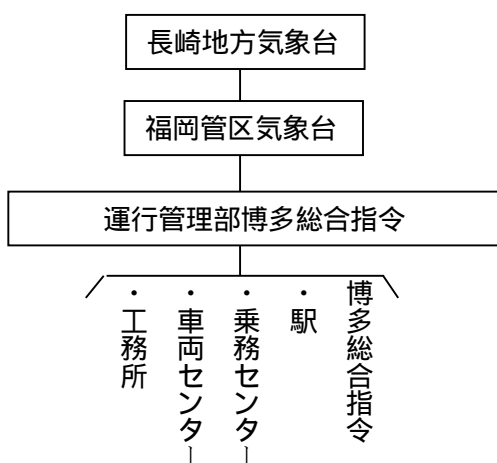 長崎地方気象台
福岡管区気象台
運行管理部博多総合指令
博多総合指令
・駅
・乗務センター
・車両センター
・工務所